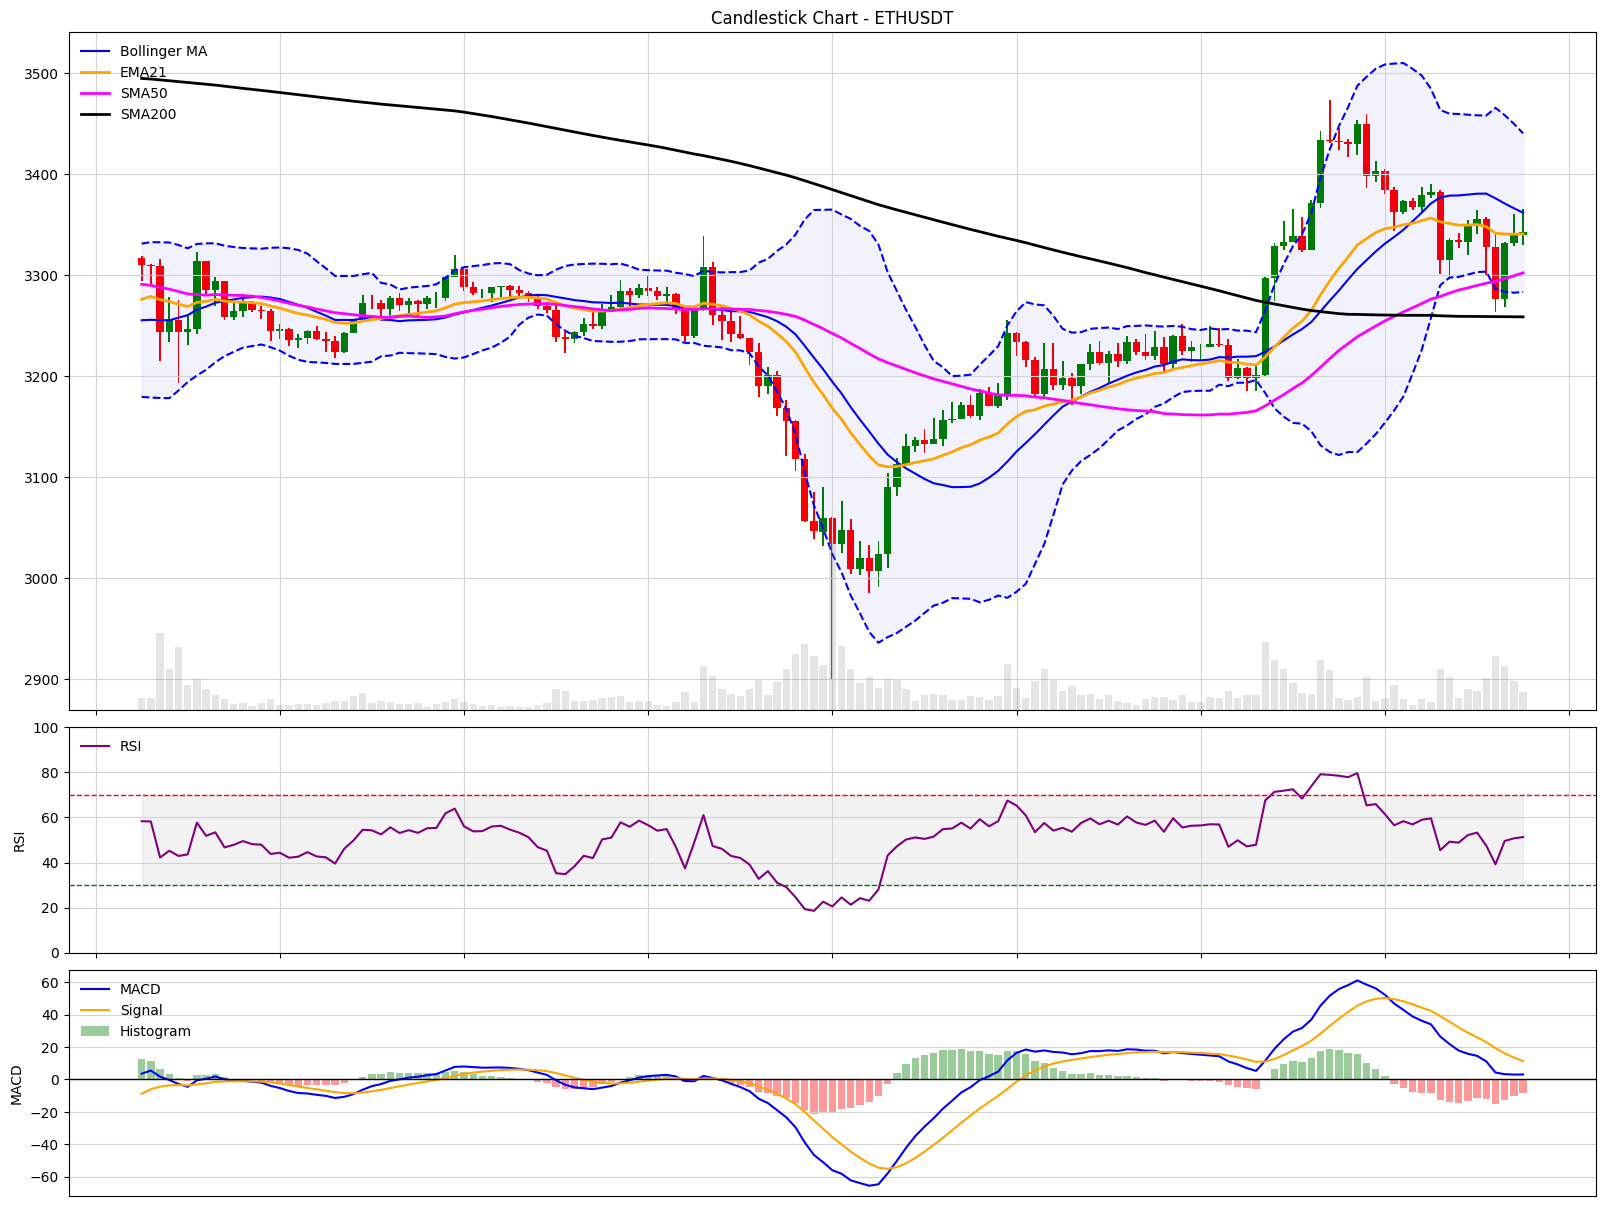 Candlestick Chart - ETHUSDT
Bollinger MA
EMA21
SMA50
SMA200
3500
3400
3300
3200
3100
3000
2900
RSI
100
80
60
40
20
0
RSI
MACD
Signal
Histogram
60
40
20
0
−20
−40
−60
MACD